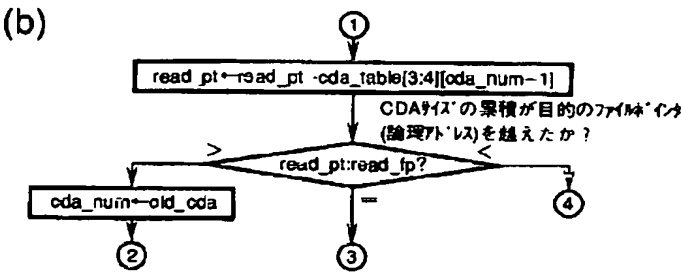 (b)
1
read_pt←read_pt -cda_table[3:4][cda_num-1]
CDAサイズの累積が目的のファイルポインタ
(論理アドレス)を越えたか？
>
<
read_pt:read_fp?
=
cda_num←old_cda
4
2
3